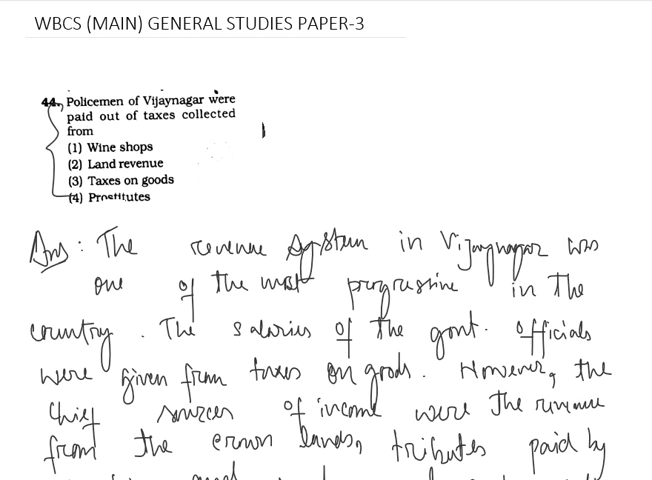 WBCS (MAIN) GENERAL STUDIES PAPER-3
44. Policemen of Vijaynagar were
paid out of taxes collected
from
(1) Wine shops
(2) Land revenue
(3) Taxes on goods
(4) Prostitutes
Ans : The revenue system in Vijaynagar was
one of the most progressive in the
country. The salaries of the govt. officials
were given from taxes on goods. However, the
chief sources of income were the revenue
from the crown lands, tributes paid by